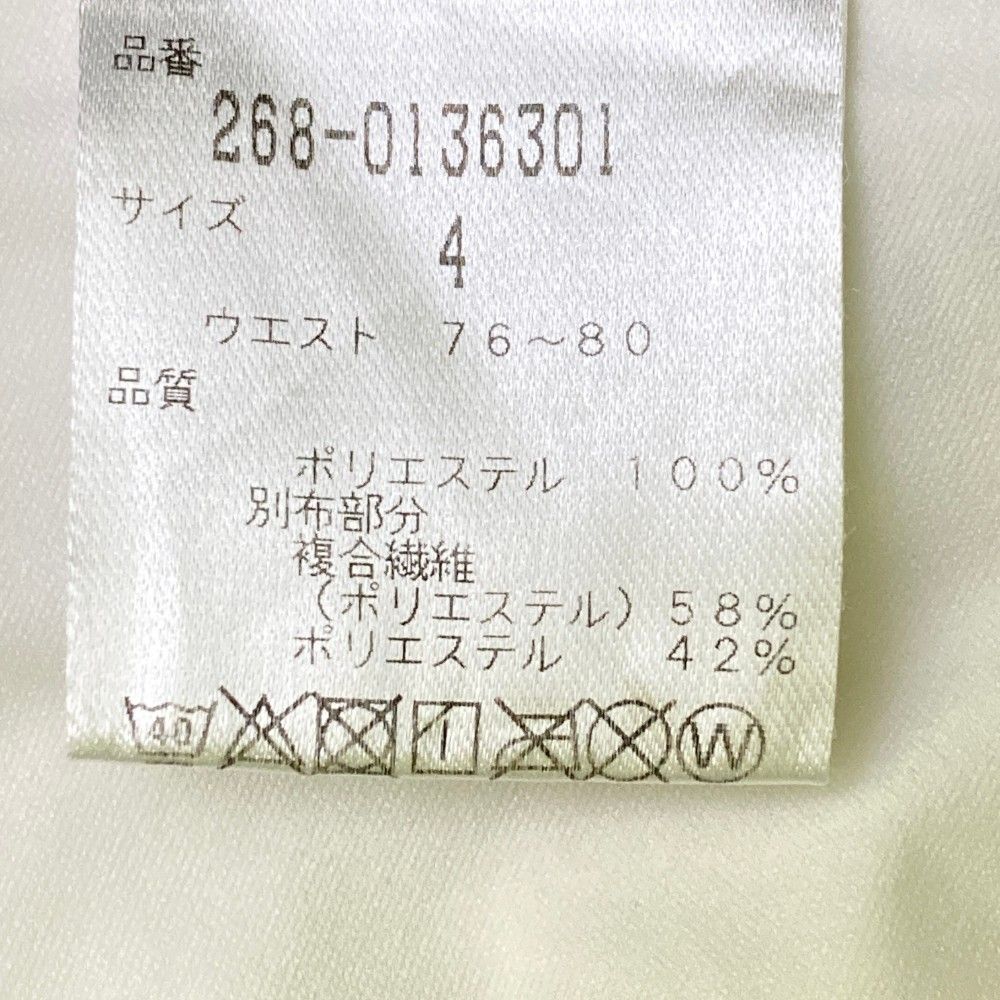 品番
268-0136301
サイズ
4
ウエスト 76~80
品質
ポリエステル 100%
別布部分
複合繊維
(ポリエステル) 58%
ポリエステル 42%
40 W